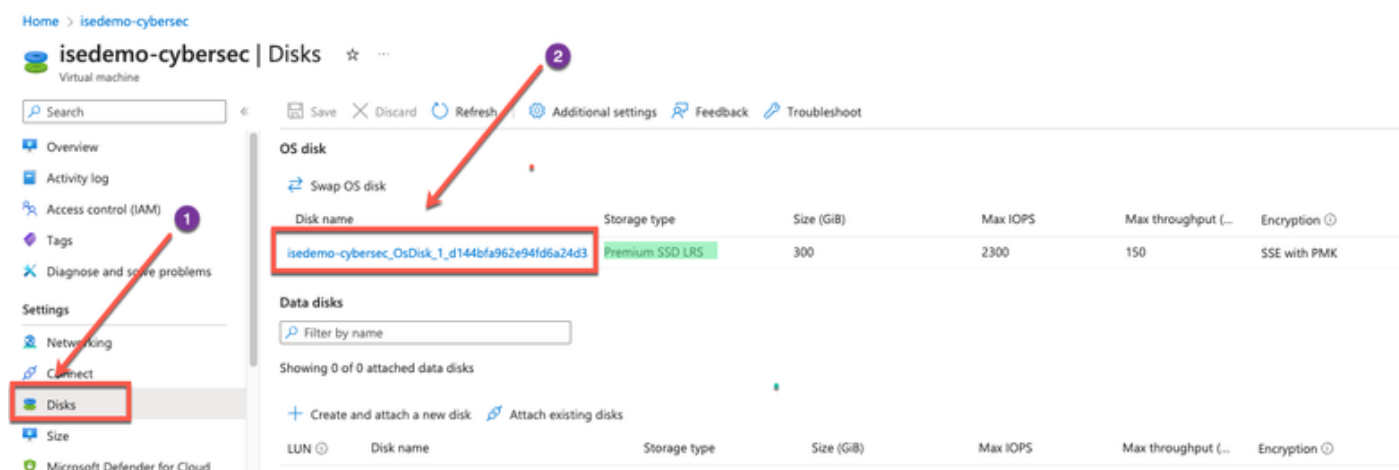 Home > isedemo-cybersec
isedemo-cybersec | Disks ☆ ...
Virtual machine
2
Search «
Save Discard Refresh Additional settings Feedback Troubleshoot
Overview
Activity log
Access control (IAM)
Tags
Diagnose and solve problems
Settings
Networking
Connect
Disks
Size
Microsoft Defender for Cloud
1
OS disk
Swap OS disk
Disk name Storage type Size (GiB) Max IOPS Max throughput (... Encryption
isedemo-cybersec_OsDisk_1_d144bfa962e94fd6a24d3 Premium SSD LRS 300 2300 150 SSE with PMK
Data disks
Filter by name
Showing 0 of 0 attached data disks
Create and attach a new disk Attach existing disks
LUN Disk name Storage type Size (GiB) Max IOPS Max throughput (... Encryption